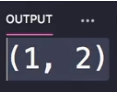 OUTPUT ...
(1, 2)